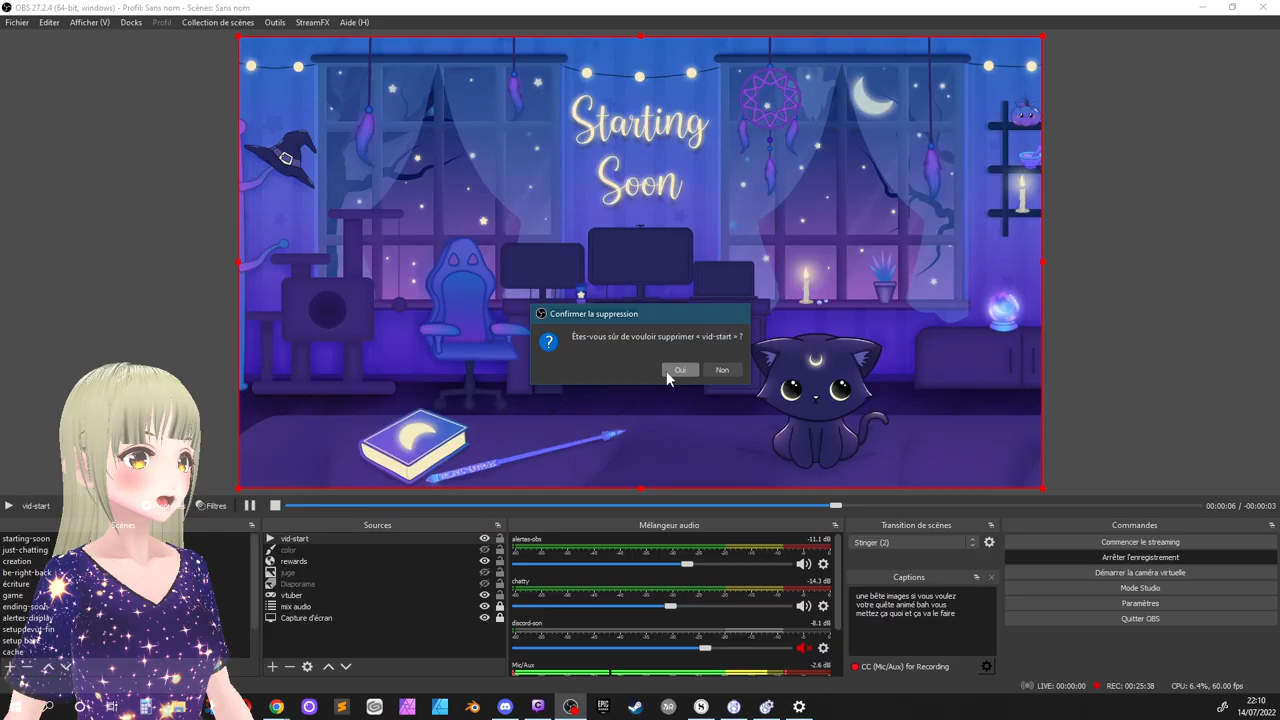 OBS 27.2.4 (64-bit, windows) - Profil: Sans nom - Scènes: Sans nom
Fichier Editer Afficher (V) Docks Profil Collection de scènes Outils StreamFX Aide (H)
Starting
Soon
Confirmer la suppression
Êtes-vous sûr de vouloir supprimer « vid-start » ?
Oui Non
vid-start
Filtres
00:00:06 / -00:00:03
Scènes
starting-soon
just-chatting
creation
be-right-back
écriture
game
ending-soon
alertes-display
setupdevut-fin
setup base
cache
Sources
vid-start
color
rewards
juge
Diaporama
vtuber
mix audio
Capture d'écran
Mélangeur audio
alertes-obs -11.1 dB
chatty -14.3 dB
discord-son -8.1 dB
Mic/Aux -2.6 dB
Transition de scènes
Stinger (2)
Captions
une bête images si vous voulez
votre quête animé bah vous
mettez ça quoi et ça va le faire
CC (Mic/Aux) for Recording
Commandes
Commencer le streaming
Arrêter l'enregistrement
Démarrer la caméra virtuelle
Mode Studio
Paramètres
Quitter OBS
LIVE: 00:00:00 REC: 00:25:38 CPU: 6.4%, 60.00 fps
22:10
14/07/2022